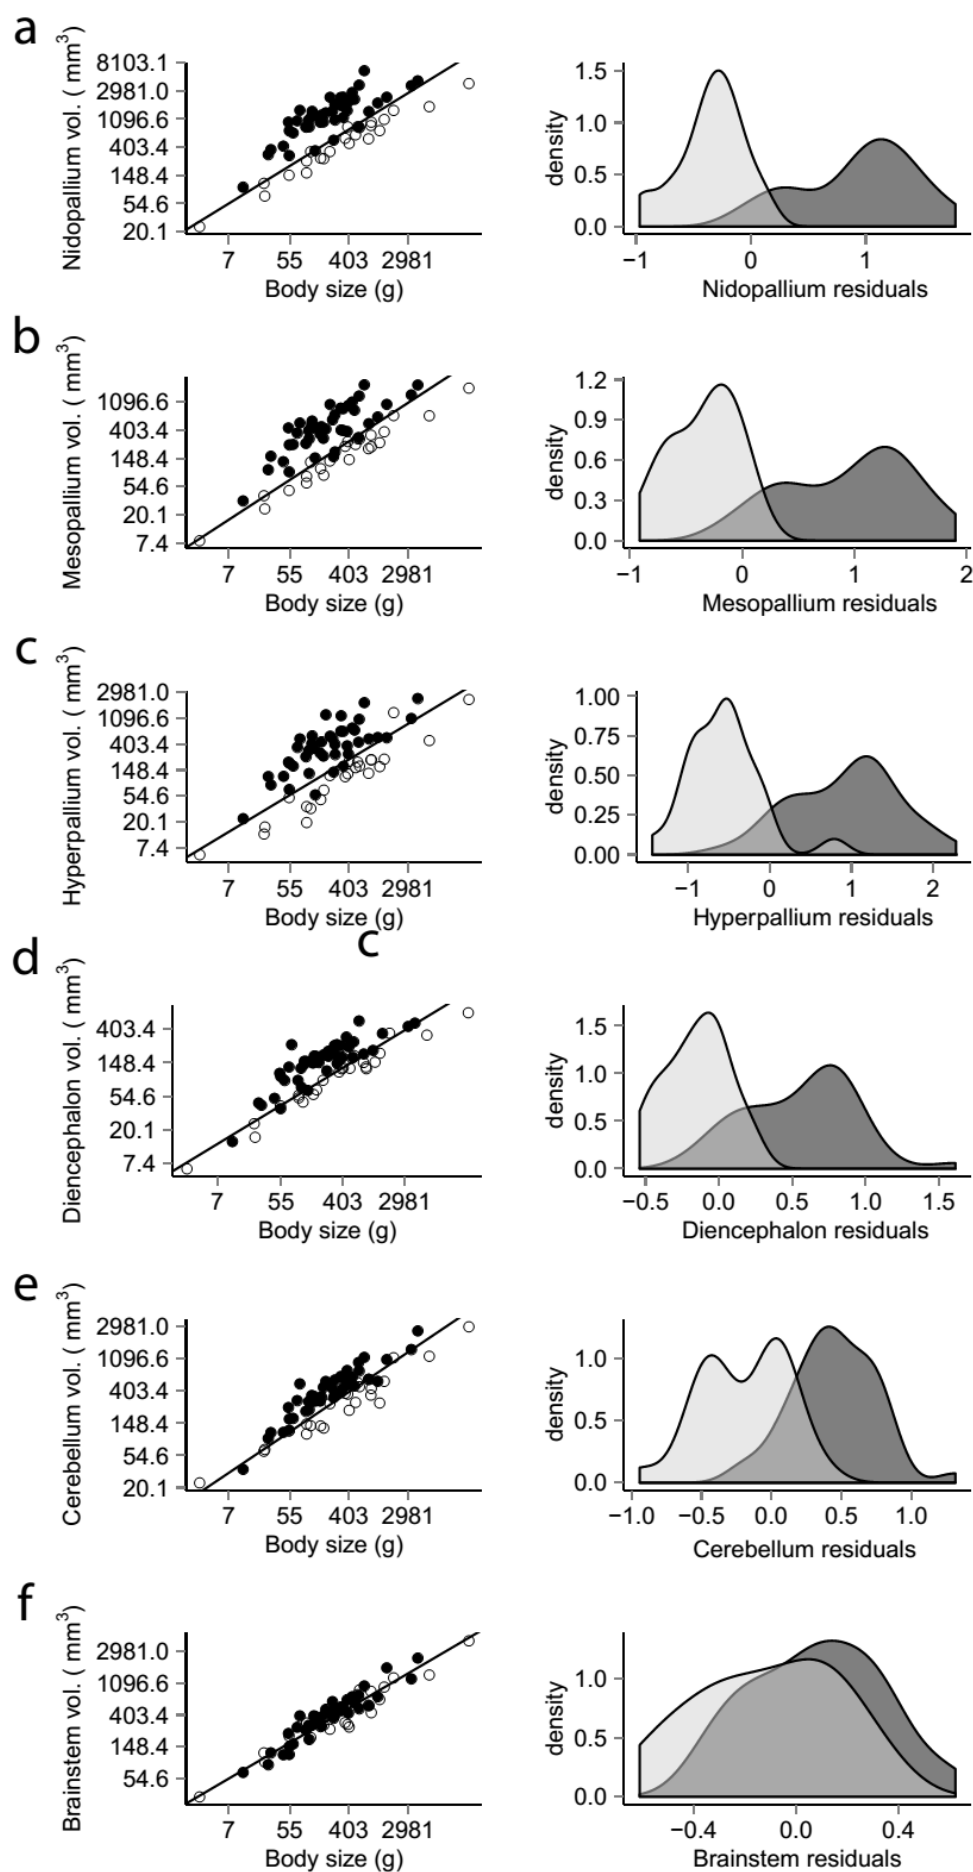 a
Nidopallium vol. ( mm³)
8103.1
2981.0
1096.6
403.4
148.4
54.6
20.1
7 55 403 2981
Body size (g)
density
1.5
1.0
0.5
0.0
−1 0 1
Nidopallium residuals
b
Mesopallium vol. ( mm³)
1096.6
403.4
148.4
54.6
20.1
7.4
7 55 403 2981
Body size (g)
density
1.2
0.9
0.6
0.3
0.0
−1 0 1 2
Mesopallium residuals
c
Hyperpallium vol. ( mm³)
2981.0
1096.6
403.4
148.4
54.6
20.1
7.4
7 55 403 2981
Body size (g)
density
1.00
0.75
0.50
0.25
0.00
−1 0 1 2
Hyperpallium residuals
c
d
Diencephalon vol. ( mm³)
403.4
148.4
54.6
20.1
7.4
7 55 403 2981
Body size (g)
density
1.5
1.0
0.5
0.0
−0.5 0.0 0.5 1.0 1.5
Diencephalon residuals
e
Cerebellum vol. ( mm³)
2981.0
1096.6
403.4
148.4
54.6
20.1
7 55 403 2981
Body size (g)
density
1.0
0.5
0.0
−1.0 −0.5 0.0 0.5 1.0
Cerebellum residuals
f
Brainstem vol. ( mm³)
2981.0
1096.6
403.4
148.4
54.6
7 55 403 2981
Body size (g)
density
1.0
0.5
0.0
−0.4 0.0 0.4
Brainstem residuals